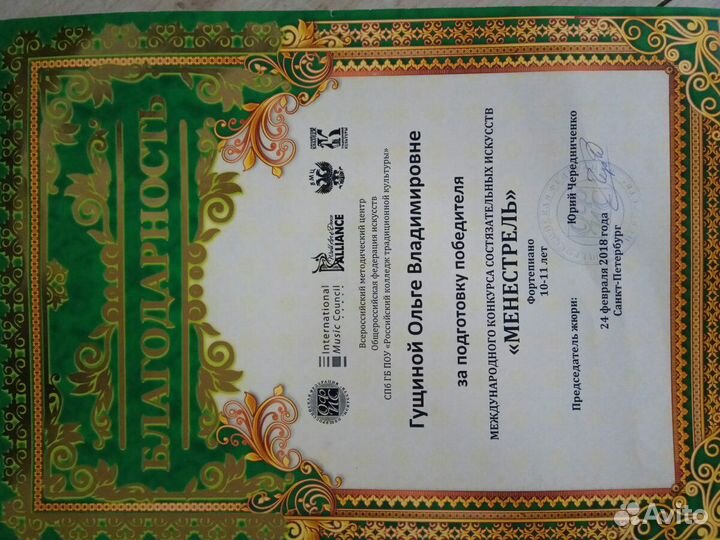 БЛАГОДАРНОСТЬ
International
Music Council
ALLIANCE
ВМЦ
Всероссийский методический центр
Общероссийская федерация искусств
СПб ГБ ПОУ «Российский колледж традиционной культуры»
Гущиной Ольге Владимировне
за подготовку победителя
МЕЖДУНАРОДНОГО КОНКУРСА СОСТЯЗАТЕЛЬНЫХ ИСКУССТВ
«МЕНЕСТРЕЛЬ»
Фортепиано
10-11 лет
Председатель жюри: Юрий Чередниченко
24 февраля 2018 года
Санкт-Петербург
Avito